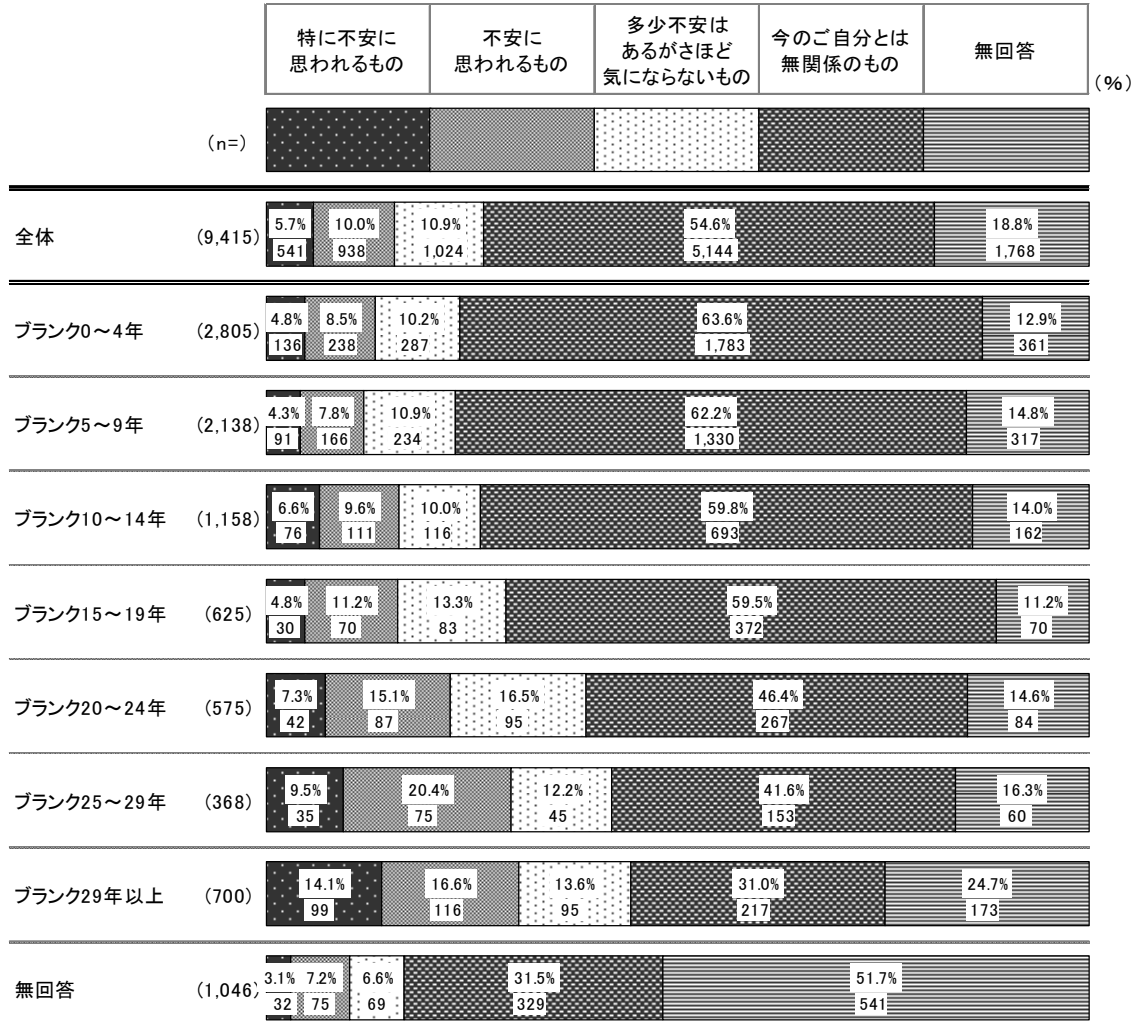 特に不安に
思われるもの
不安に
思われるもの
多少不安は
あるがさほど
気にならないもの
今のご自分とは
無関係のもの
無回答
(%)
(n=)
全体 (9,415) 5.7% 10.0% 10.9% 54.6% 18.8%
541 938 1,024 5,144 1,768
ブランク0～4年 (2,805) 4.8% 8.5% 10.2% 63.6% 12.9%
136 238 287 1,783 361
ブランク5～9年 (2,138) 4.3% 7.8% 10.9% 62.2% 14.8%
91 166 234 1,330 317
ブランク10～14年 (1,158) 6.6% 9.6% 10.0% 59.8% 14.0%
76 111 116 693 162
ブランク15～19年 (625) 4.8% 11.2% 13.3% 59.5% 11.2%
30 70 83 372 70
ブランク20～24年 (575) 7.3% 15.1% 16.5% 46.4% 14.6%
42 87 95 267 84
ブランク25～29年 (368) 9.5% 20.4% 12.2% 41.6% 16.3%
35 75 45 153 60
ブランク29年以上 (700) 14.1% 16.6% 13.6% 31.0% 24.7%
99 116 95 217 173
無回答 (1,046) 3.1% 7.2% 6.6% 31.5% 51.7%
32 75 69 329 541